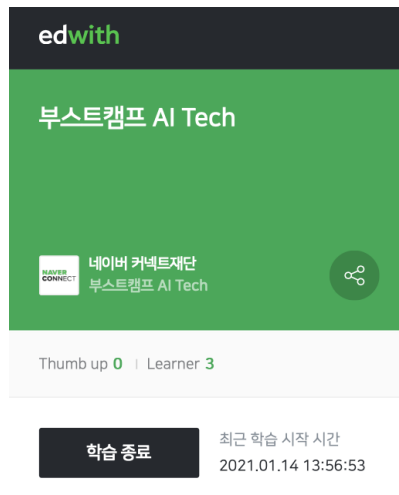 edwith
부스트캠프 AI Tech
NAVER
CONNECT
네이버 커넥트재단
부스트캠프 AI Tech
Thumb up 0 | Learner 3
학습 종료
최근 학습 시작 시간
2021.01.14 13:56:53